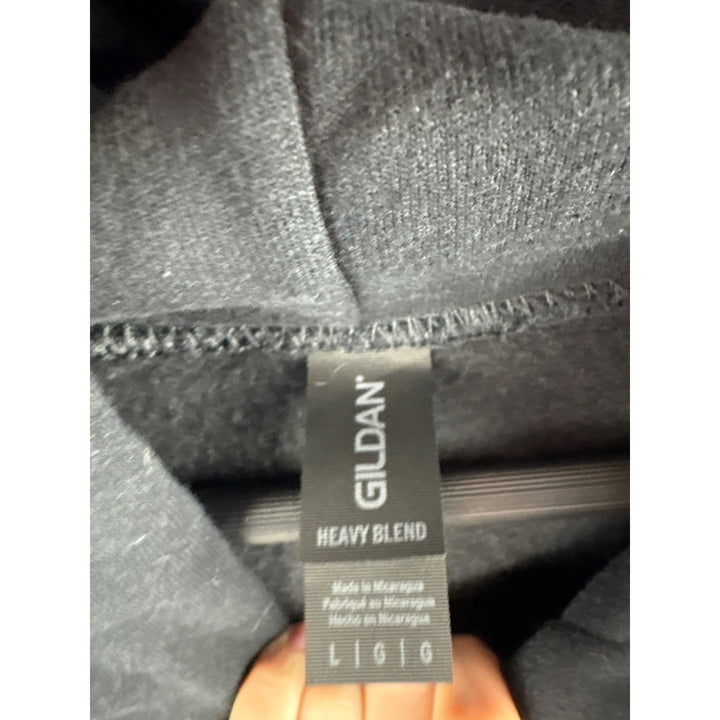 GILDAN
HEAVY BLEND
Made in Nicaragua
Fabriqué au Nicaragua
Hecho en Nicaragua
L | G | G